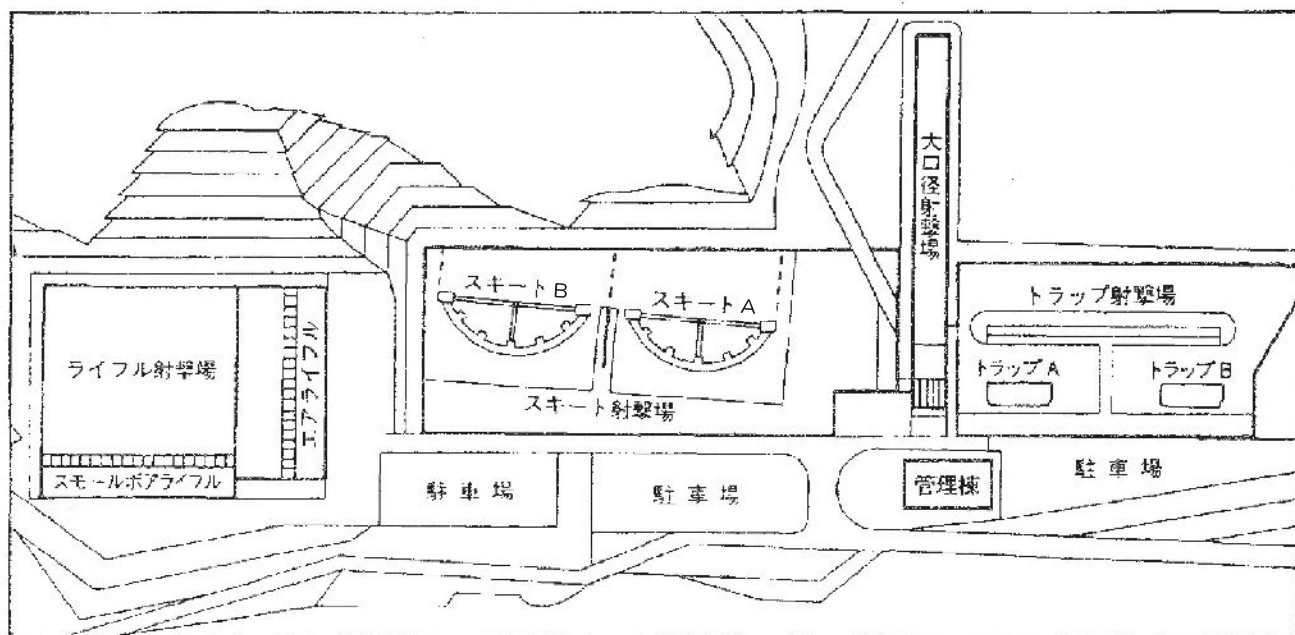 大口径射撃場
スキートB
スキートA
トラップ射撃場
ライフル射撃場
エアライフル
トラップA
トラップB
スキート射撃場
スモールボアライフル
駐車場
駐車場
管理棟
駐車場